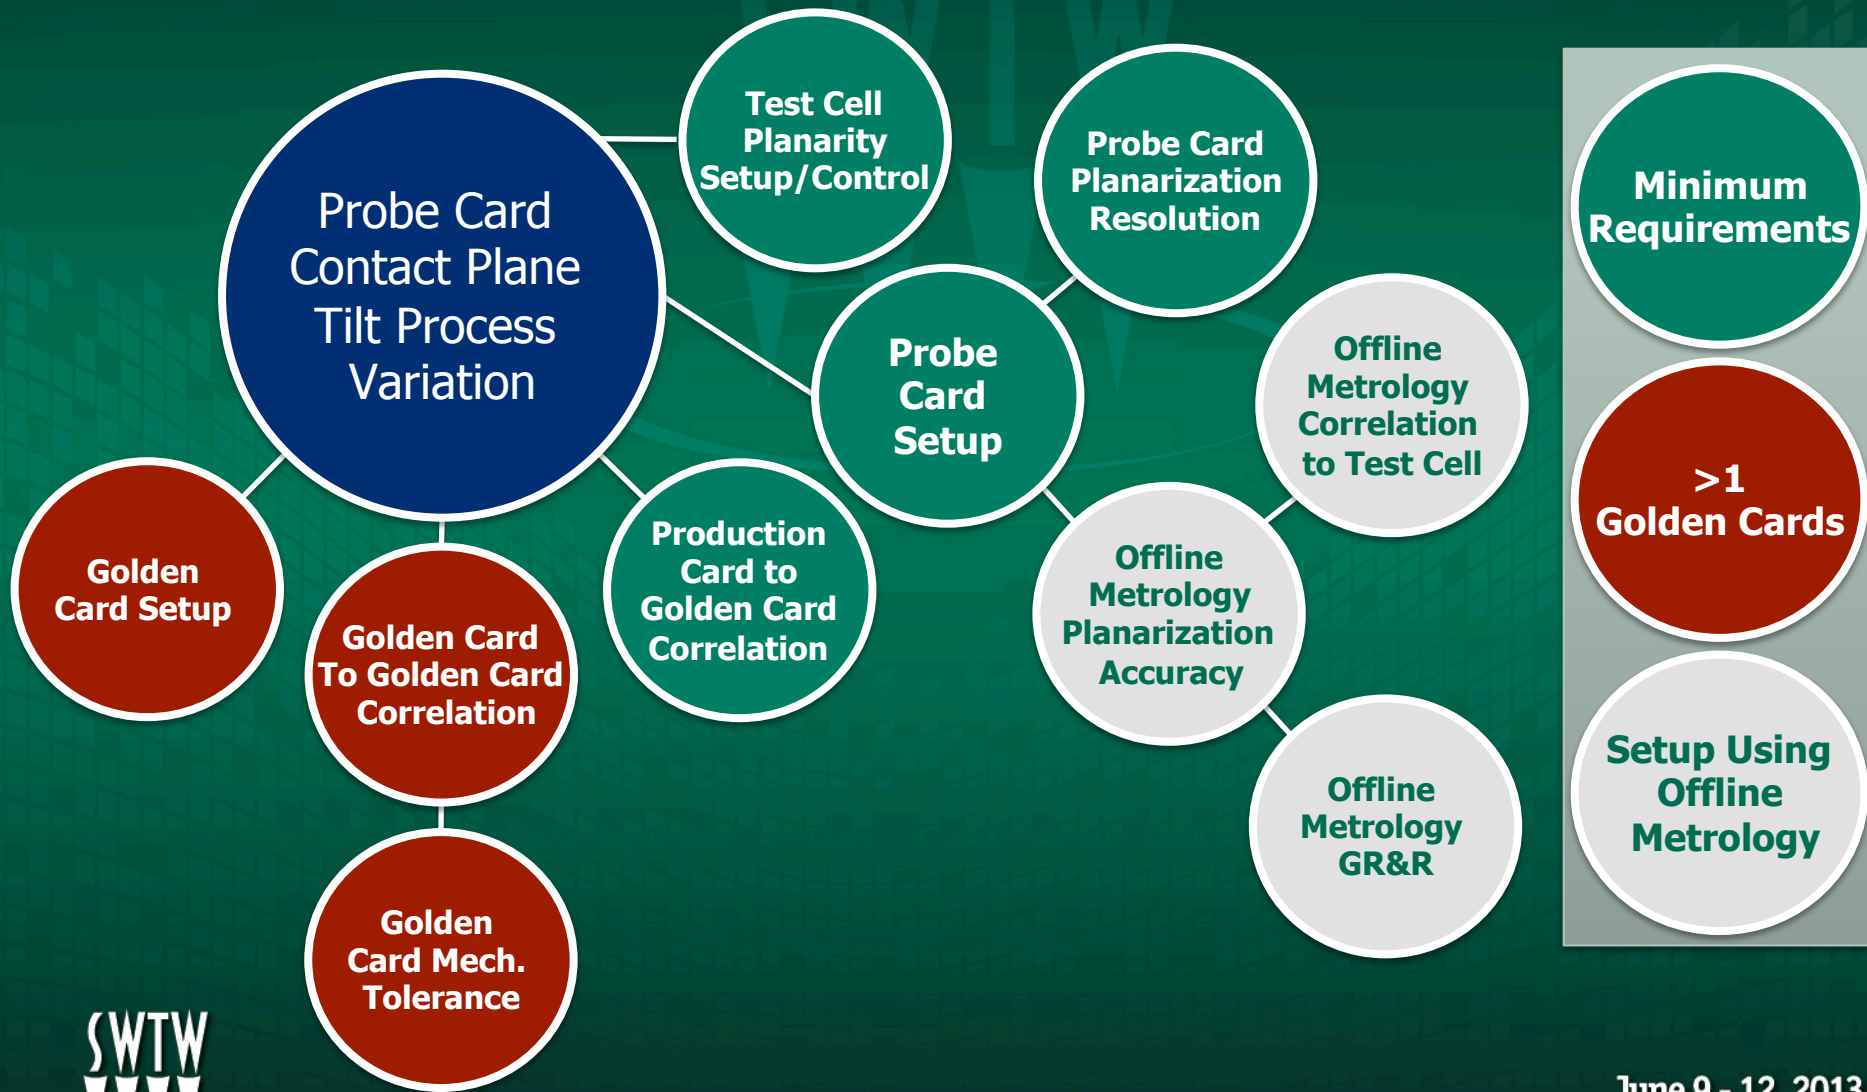 Probe Card
Contact Plane
Tilt Process
Variation
Test Cell
Planarity
Setup/Control
Probe Card
Planarization
Resolution
Probe
Card
Setup
Offline
Metrology
Correlation
to Test Cell
Offline
Metrology
Planarization
Accuracy
Offline
Metrology
GR&R
Production
Card to
Golden Card
Correlation
Golden
Card Setup
Golden Card
To Golden Card
Correlation
Golden
Card Mech.
Tolerance
Minimum
Requirements
>1
Golden Cards
Setup Using
Offline
Metrology
SWTW
June 9 - 12, 2013